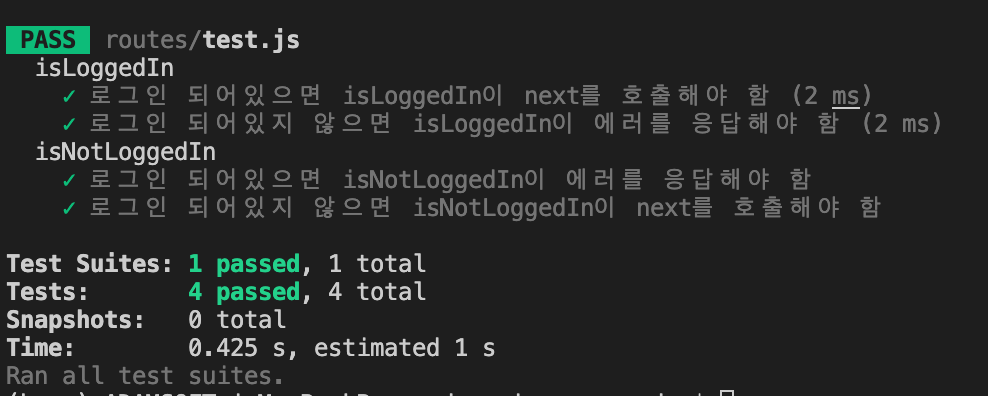 PASS routes/test.js
isLoggedIn
✓ 로그인 되어있으면 isLoggedIn이 next를 호출해야 함 (2 ms)
✓ 로그인 되어있지 않으면 isLoggedIn이 에러를 응답해야 함 (2 ms)
isNotLoggedIn
✓ 로그인 되어있으면 isNotLoggedIn이 에러를 응답해야 함
✓ 로그인 되어있지 않으면 isNotLoggedIn이 next를 호출해야 함
Test Suites: 1 passed, 1 total
Tests: 4 passed, 4 total
Snapshots: 0 total
Time: 0.425 s, estimated 1 s
Ran all test suites.